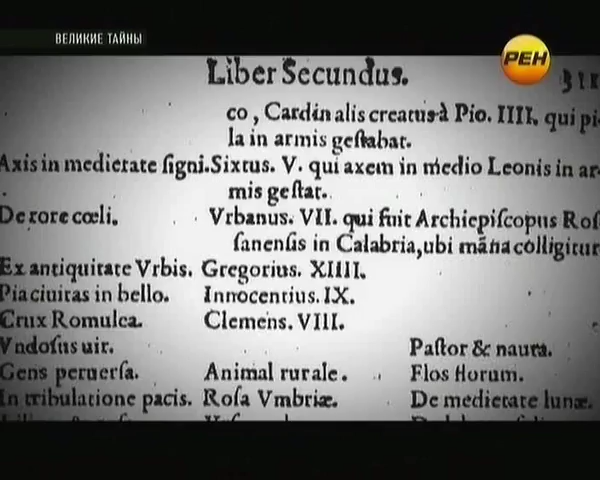 ВЕЛИКИЕ ТАЙНЫ
РЕН
Liber Secundus.
co, Cardinalis creatus à Pio. IIII. qui pi-
la in armis geſtabat.
Axis in medietate ſigni. Sixtus. V. qui axem in medio Leonis in ar-
mis geſtat.
De rore cœli. Vrbanus. VII. qui fuit Archiepiſcopus Roſ
ſanenſis in Calabria, ubi mãna colligitur
Ex antiquitate Vrbis. Gregorius. XIIII.
Pia ciuitas in bello. Innocentius. IX.
Crux Romulea. Clemens. VIII.
Vndoſus uir. Paſtor & nauta.
Gens peruerſa. Animal rurale. Flos florum.
In tribulatione pacis. Roſa Vmbriæ. De medietate lunæ.